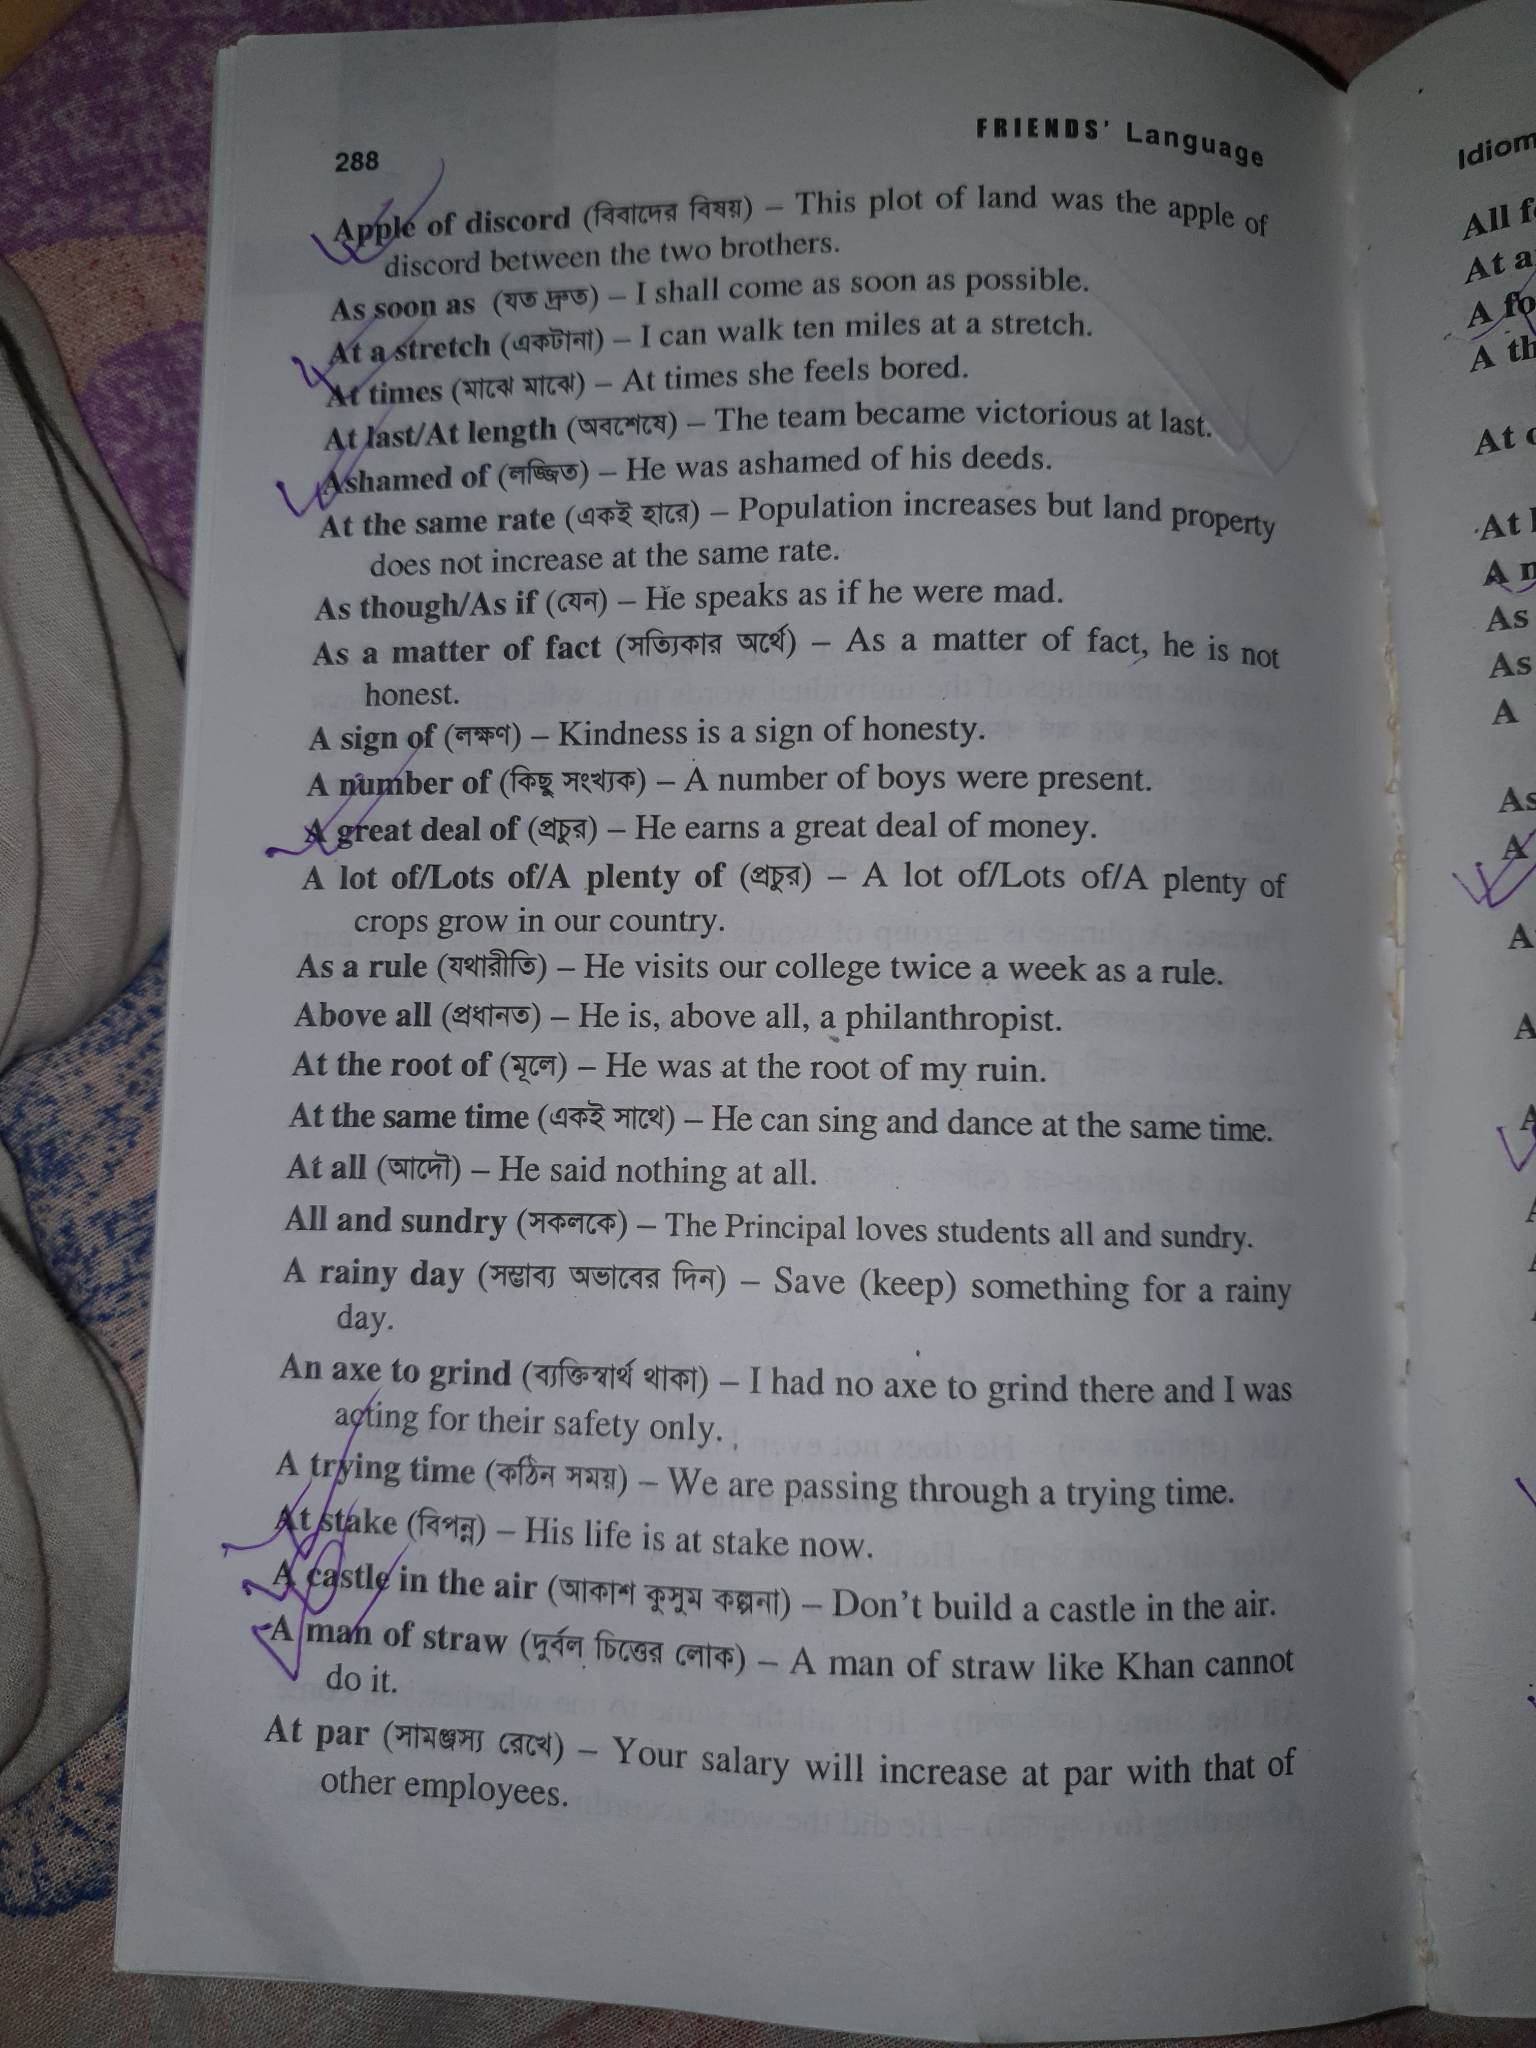 288
FRIENDS' Language
Apple of discord (বিবাদের বিষয়) – This plot of land was the apple of
discord between the two brothers.
As soon as (যত দ্রুত) – I shall come as soon as possible.
At a stretch (একটানা) – I can walk ten miles at a stretch.
At times (মাঝে মাঝে) – At times she feels bored.
At last/At length (অবশেষে) – The team became victorious at last.
Ashamed of (লজ্জিত) – He was ashamed of his deeds.
At the same rate (একই হারে) – Population increases but land property
does not increase at the same rate.
As though/As if (যেন) – He speaks as if he were mad.
As a matter of fact (সত্যিকার অর্থে) – As a matter of fact, he is not
honest.
A sign of (লক্ষণ) – Kindness is a sign of honesty.
A number of (কিছু সংখ্যক) – A number of boys were present.
A great deal of (প্রচুর) – He earns a great deal of money.
A lot of/Lots of/A plenty of (প্রচুর) – A lot of/Lots of/A plenty of
crops grow in our country.
As a rule (যথারীতি) – He visits our college twice a week as a rule.
Above all (প্রধানত) – He is, above all, a philanthropist.
At the root of (মূলে) – He was at the root of my ruin.
At the same time (একই সাথে) – He can sing and dance at the same time.
At all (আদৌ) – He said nothing at all.
All and sundry (সকলকে) – The Principal loves students all and sundry.
A rainy day (সম্ভাব্য অভাবের দিন) – Save (keep) something for a rainy
day.
An axe to grind (ব্যক্তিস্বার্থ থাকা) – I had no axe to grind there and I was
acting for their safety only.
A trying time (কঠিন সময়) – We are passing through a trying time.
At stake (বিপন্ন) – His life is at stake now.
A castle in the air (আকাশ কুসুম কল্পনা) – Don't build a castle in the air.
A man of straw (দুর্বল চিত্তের লোক) – A man of straw like Khan cannot
do it.
At par (সামঞ্জস্য রেখে) – Your salary will increase at par with that of
other employees.
All
At
A
A
At
At
A
As
As
A
As
A
A
A
A